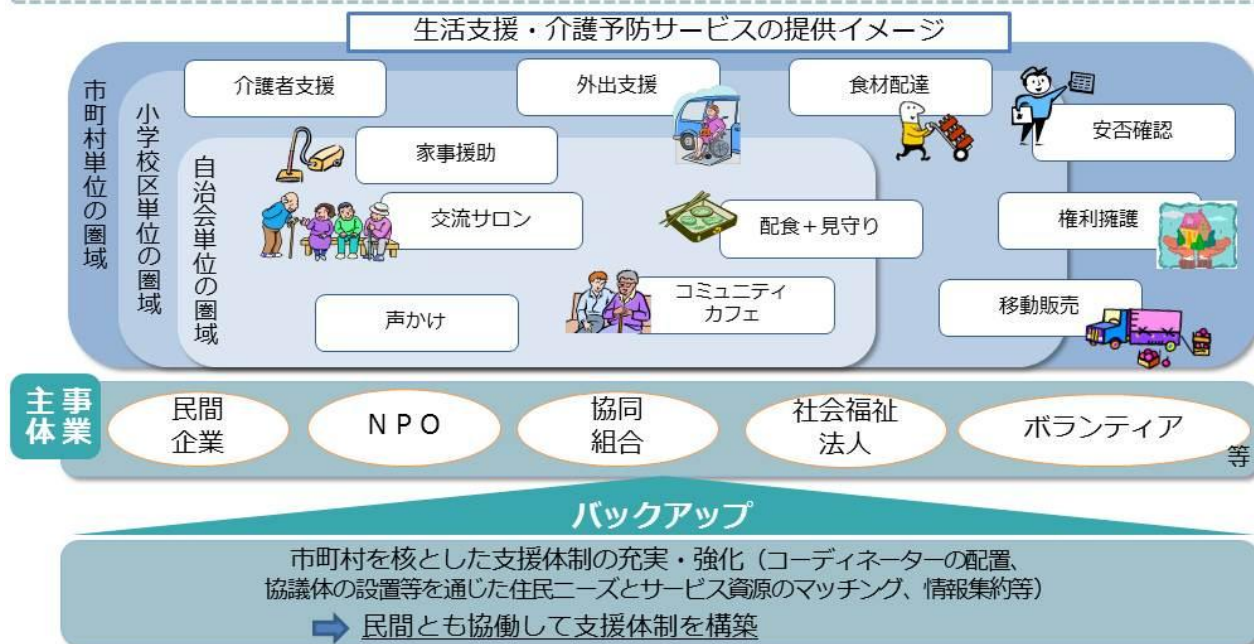 生活支援・介護予防サービスの提供イメージ
市町村単位の圏域
小学校区単位の圏域
自治会単位の圏域
介護者支援
外出支援
食材配達
安否確認
家事援助
交流サロン
配食+見守り
権利擁護
声かけ
コミュニティ
カフェ
移動販売
事業
主体
民間
企業
NPO
協同
組合
社会福祉
法人
ボランティア
等
バックアップ
市町村を核とした支援体制の充実・強化(コーディネーターの配置、
協議体の設置等を通じた住民ニーズとサービス資源のマッチング、情報集約等)
民間とも協働して支援体制を構築